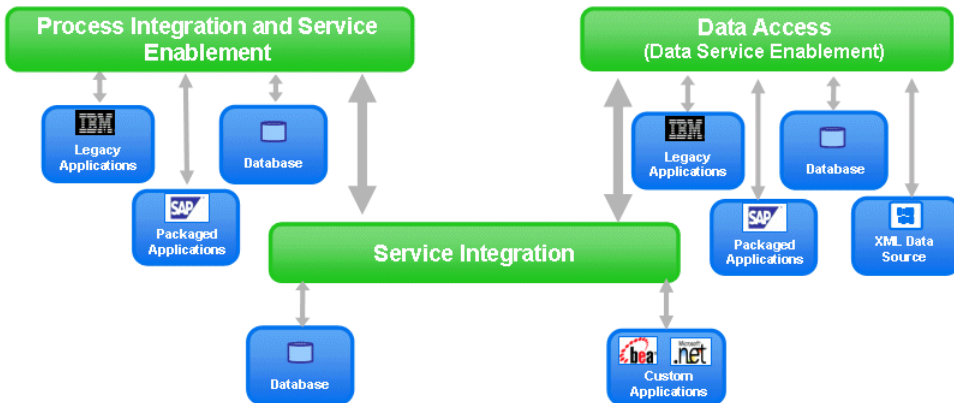 Process Integration and Service
Enablement
Data Access
(Data Service Enablement)
IBM
Legacy
Applications
Database
SAP
Packaged
Applications
IBM
Legacy
Applications
Database
SAP
Packaged
Applications
XML Data
Source
Service Integration
Database
bea
Microsoft
.net
Custom
Applications